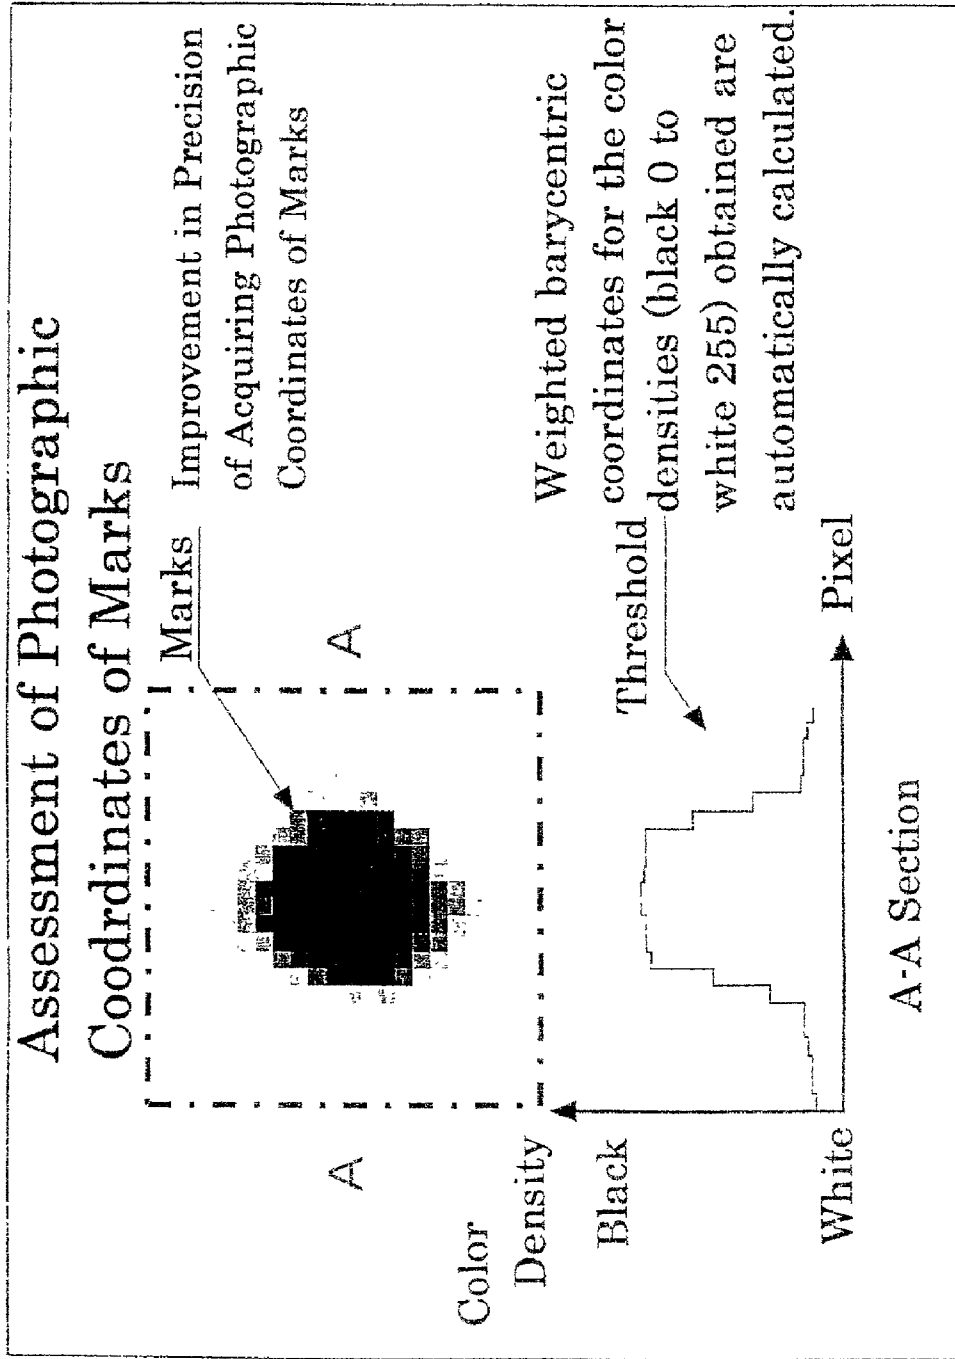 Assessment of Photographic
Coodrdinates of Marks
Marks
Improvement in Precision
of Acquiring Photographic
Coordinates of Marks
A
A
Color
Density
Black
White
Threshold
Pixel
A-A Section
Weighted barycentric
coordinates for the color
densities (black 0 to
white 255) obtained are
automatically calculated.